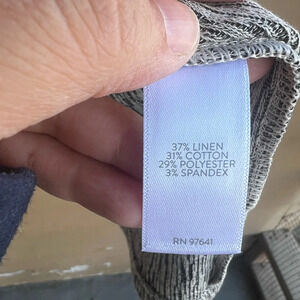 37% LINEN
31% COTTON
29% POLYESTER
3% SPANDEX
RN 97641